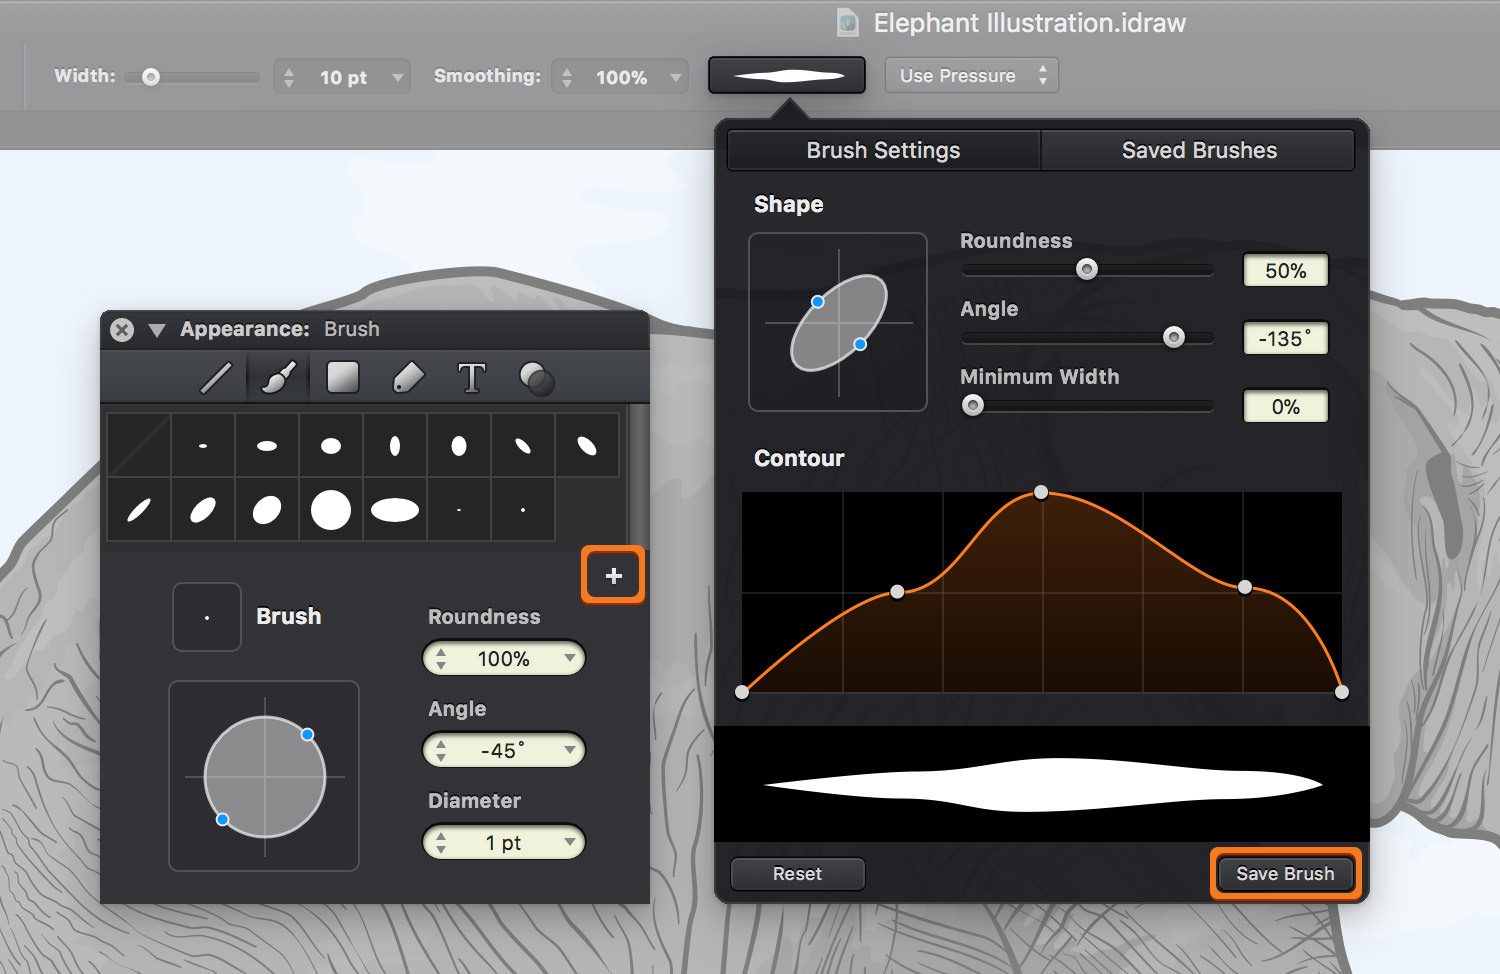 Elephant Illustration.idraw
Width: 10 pt Smoothing: 100% Use Pressure
Brush Settings Saved Brushes
Shape
Roundness
50%
Angle
-135°
Minimum Width
0%
Contour
Reset Save Brush
Appearance: Brush
T
+
Brush
Roundness
100%
Angle
-45°
Diameter
1 pt